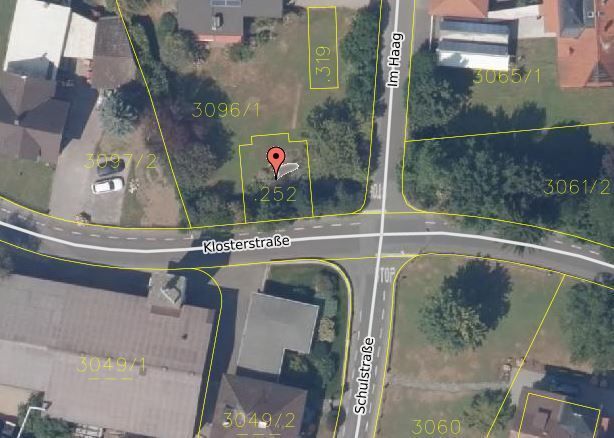 .319
Im Haag
3065/1
3096/1
3097/2
3061/2
.252
Klosterstraße
STOP
3049/1
Schulstraße
3049/2
3060